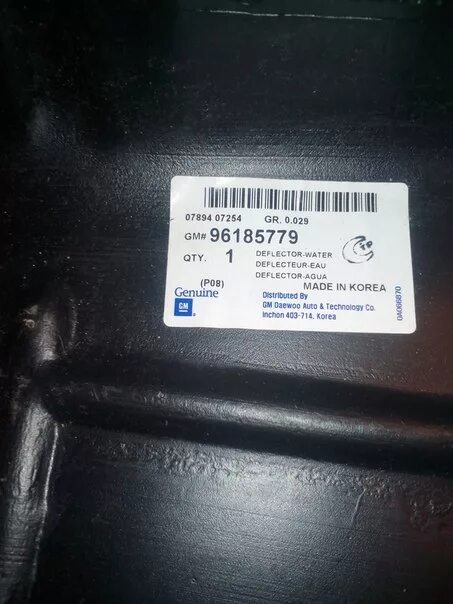 07894 07254 GR. 0.029
GM# 96185779
QTY. 1 DEFLECTOR-WATER
DEFLECTEUR-EAU
DEFLECTOR-AGUA
(P08) MADE IN KOREA
Genuine
GM
Distributed By
GM Daewoo Auto & Technology Co.
Inchon 403-714, Korea
0A066870